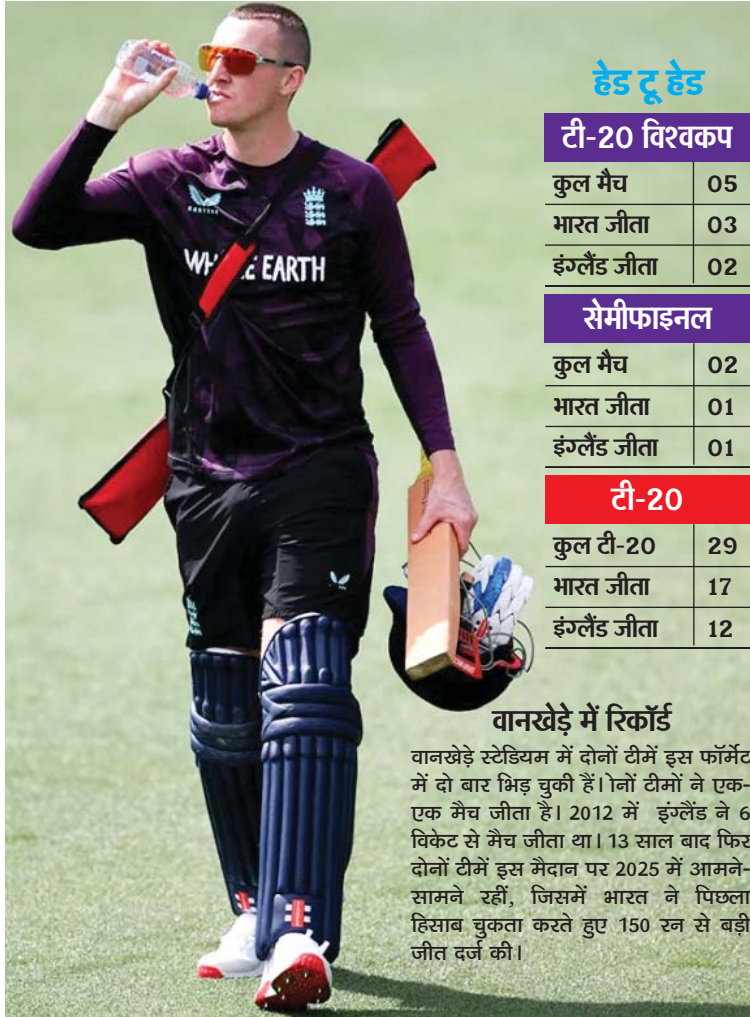 हेड टू हेड
टी-20 विश्वकप
कुल मैच 05
भारत जीता 03
इंग्लैंड जीता 02
सेमीफाइनल
कुल मैच 02
भारत जीता 01
इंग्लैंड जीता 01
टी-20
कुल टी-20 29
भारत जीता 17
इंग्लैंड जीता 12
EARTH
वानखेड़े में रिकॉर्ड
वानखेड़े स्टेडियम में दोनों टीमें इस फॉर्मेट
में दो बार भिड़ चुकी हैं। ोनों टीमों ने एक-
एक मैच जीता है। 2012 में इंग्लैंड ने 6
विकेट से मैच जीता था। 13 साल बाद फिर
दोनों टीमें इस मैदान पर 2025 में आमने-
सामने रहीं, जिसमें भारत ने पिछला
हिसाब चुकता करते हुए 150 रन से बड़ी
जीत दर्ज की।